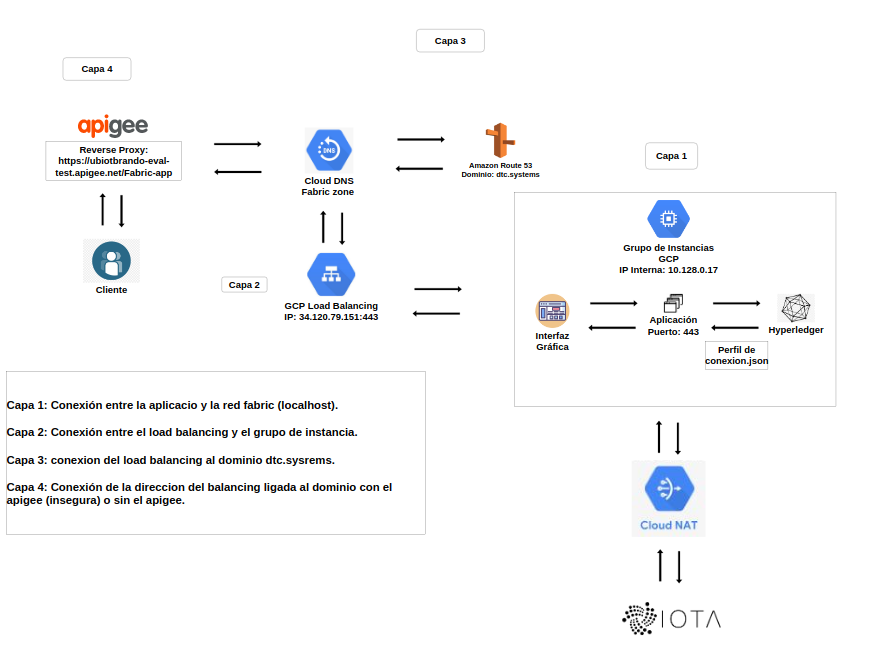 Capa 3
Capa 4
apigee
Reverse Proxy:
https://ubiotbrando-eval-
test.apigee.net/Fabric-app
Cliente
DNS
Cloud DNS
Fabric zone
Amazon Route 53
Dominio: dtc.systems
Capa 2
GCP Load Balancing
IP: 34.120.79.151:443
Capa 1
Grupo de Instancias
GCP
IP Interna: 10.128.0.17
Interfaz
Gráfica
Aplicación
Puerto: 443
Hyperledger
Perfil de
conexion.json
Capa 1: Conexión entre la aplicacio y la red fabric (localhost).
Capa 2: Conexión entre el load balancing y el grupo de instancia.
Capa 3: conexion del load balancing al dominio dtc.sysrems.
Capa 4: Conexión de la direccion del balancing ligada al dominio con el
apigee (insegura) o sin el apigee.
Cloud NAT
IOTA